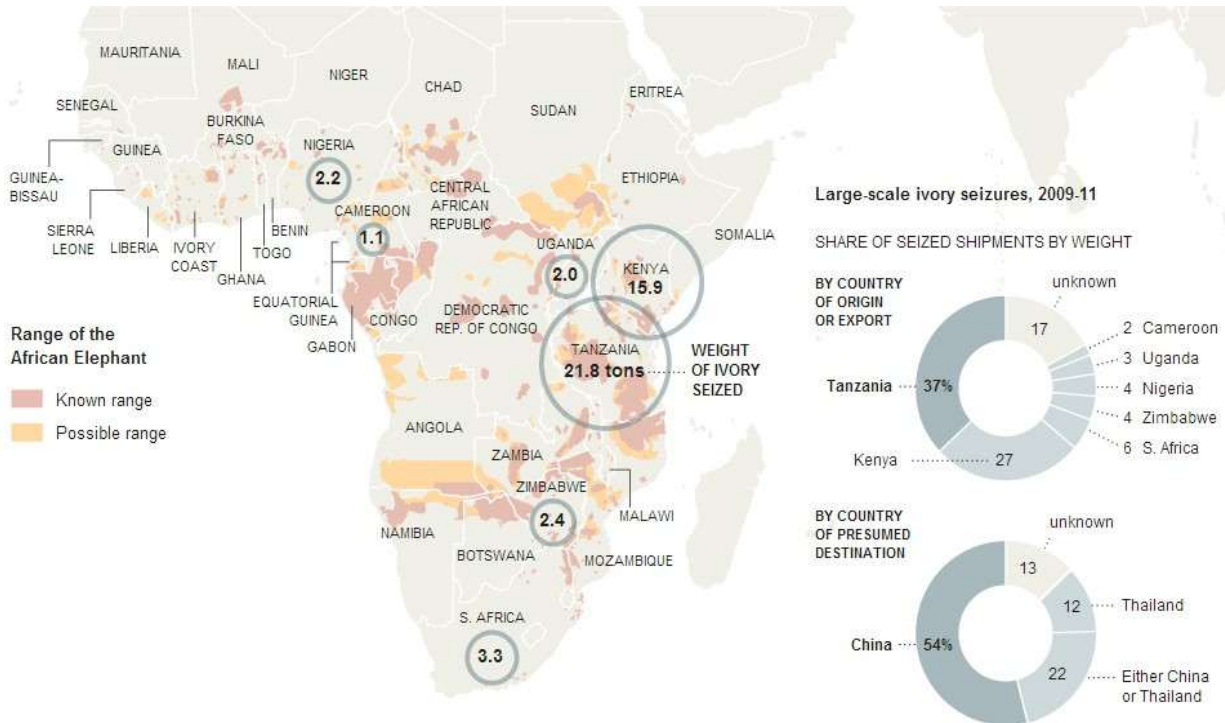 MAURITANIA
MALI
NIGER
CHAD
SUDAN
ERITREA
SENEGAL
BURKINA
FASO
NIGERIA
2.2
GUINEA
GUINEA-
BISSAU
SIERRA
LEONE
LIBERIA
IVORY
COAST
GHANA
TOGO
BENIN
CAMEROON
1.1
CENTRAL
AFRICAN
REPUBLIC
ETHIOPIA
SOMALIA
UGANDA
2.0
KENYA
15.9
EQUATORIAL
GUINEA
GABON
CONGO
DEMOCRATIC
REP. OF CONGO
TANZANIA
21.8 tons
WEIGHT
OF IVORY
SEIZED
Range of the
African Elephant
Known range
Possible range
ANGOLA
ZAMBIA
ZIMBABWE
2.4
MALAWI
NAMIBIA
BOTSWANA
MOZAMBIQUE
S. AFRICA
3.3
Large-scale ivory seizures, 2009-11
SHARE OF SEIZED SHIPMENTS BY WEIGHT
BY COUNTRY
OF ORIGIN
OR EXPORT
unknown
17
2 Cameroon
3 Uganda
4 Nigeria
4 Zimbabwe
6 S. Africa
Tanzania 37%
Kenya 27
BY COUNTRY
OF PRESUMED
DESTINATION
unknown
13
12 Thailand
China 54%
22 Either China
or Thailand